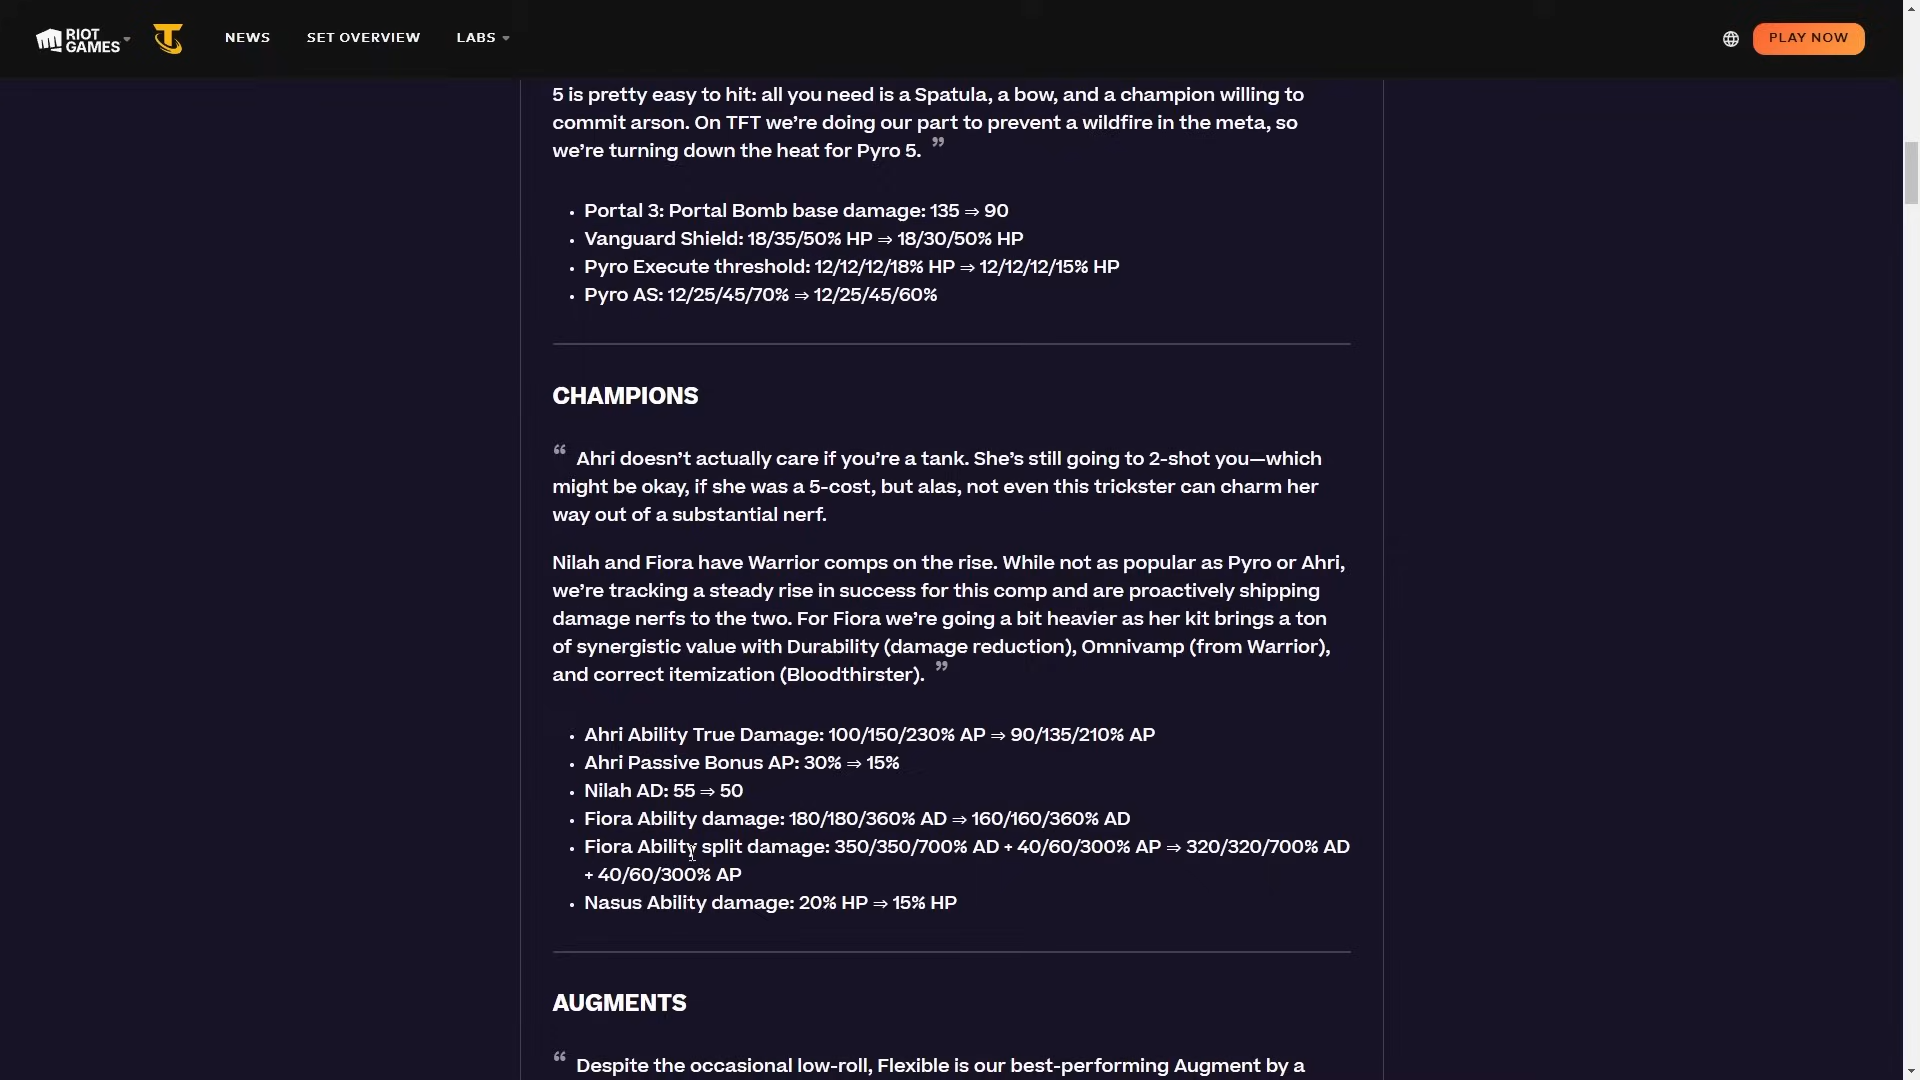 RIOT GAMES
NEWS
SET OVERVIEW
LABS
PLAY NOW
5 is pretty easy to hit: all you need is a Spatula, a bow, and a champion willing to
commit arson. On TFT we’re doing our part to prevent a wildfire in the meta, so
we’re turning down the heat for Pyro 5. ”
• Portal 3: Portal Bomb base damage: 135 ⇒ 90
• Vanguard Shield: 18/35/50% HP ⇒ 18/30/50% HP
• Pyro Execute threshold: 12/12/12/18% HP ⇒ 12/12/12/15% HP
• Pyro AS: 12/25/45/70% ⇒ 12/25/45/60%
CHAMPIONS
“ Ahri doesn’t actually care if you’re a tank. She’s still going to 2-shot you—which
might be okay, if she was a 5-cost, but alas, not even this trickster can charm her
way out of a substantial nerf.
Nilah and Fiora have Warrior comps on the rise. While not as popular as Pyro or Ahri,
we’re tracking a steady rise in success for this comp and are proactively shipping
damage nerfs to the two. For Fiora we’re going a bit heavier as her kit brings a ton
of synergistic value with Durability (damage reduction), Omnivamp (from Warrior),
and correct itemization (Bloodthirster). ”
• Ahri Ability True Damage: 100/150/230% AP ⇒ 90/135/210% AP
• Ahri Passive Bonus AP: 30% ⇒ 15%
• Nilah AD: 55 ⇒ 50
• Fiora Ability damage: 180/180/360% AD ⇒ 160/160/360% AD
• Fiora Ability split damage: 350/350/700% AD + 40/60/300% AP ⇒ 320/320/700% AD
+ 40/60/300% AP
• Nasus Ability damage: 20% HP ⇒ 15% HP
AUGMENTS
“ Despite the occasional low-roll, Flexible is our best-performing Augment by a